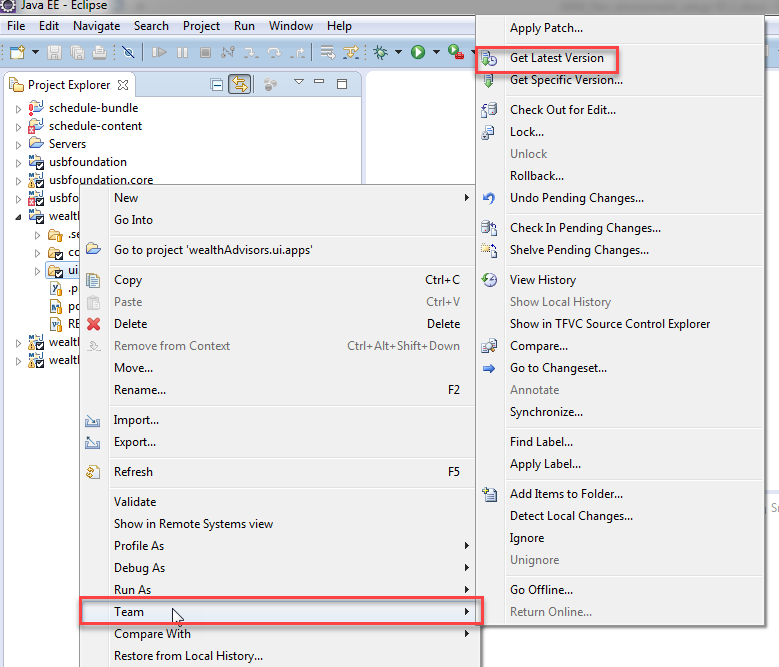 Java EE - Eclipse
File Edit Navigate Search Project Run Window Help
Project Explorer
schedule-bundle
schedule-content
Servers
usbfoundation
usbfoundation.core
usbfo
wealt
.se
co
ui
.p
po
RE
wealt
wealt
New
Go Into
Go to project 'wealthAdvisors.ui.apps'
Copy Ctrl+C
Paste Ctrl+V
Delete Delete
Remove from Context Ctrl+Alt+Shift+Down
Move...
Rename... F2
Import...
Export...
Refresh F5
Validate
Show in Remote Systems view
Profile As
Debug As
Run As
Team
Compare With
Restore from Local History...
Apply Patch...
Get Latest Version
Get Specific Version...
Check Out for Edit...
Lock...
Unlock
Rollback...
Undo Pending Changes...
Check In Pending Changes...
Shelve Pending Changes...
View History
Show Local History
Show in TFVC Source Control Explorer
Compare...
Go to Changeset...
Annotate
Synchronize...
Find Label...
Apply Label...
Add Items to Folder...
Detect Local Changes...
Ignore
Unignore
Go Offline...
Return Online...